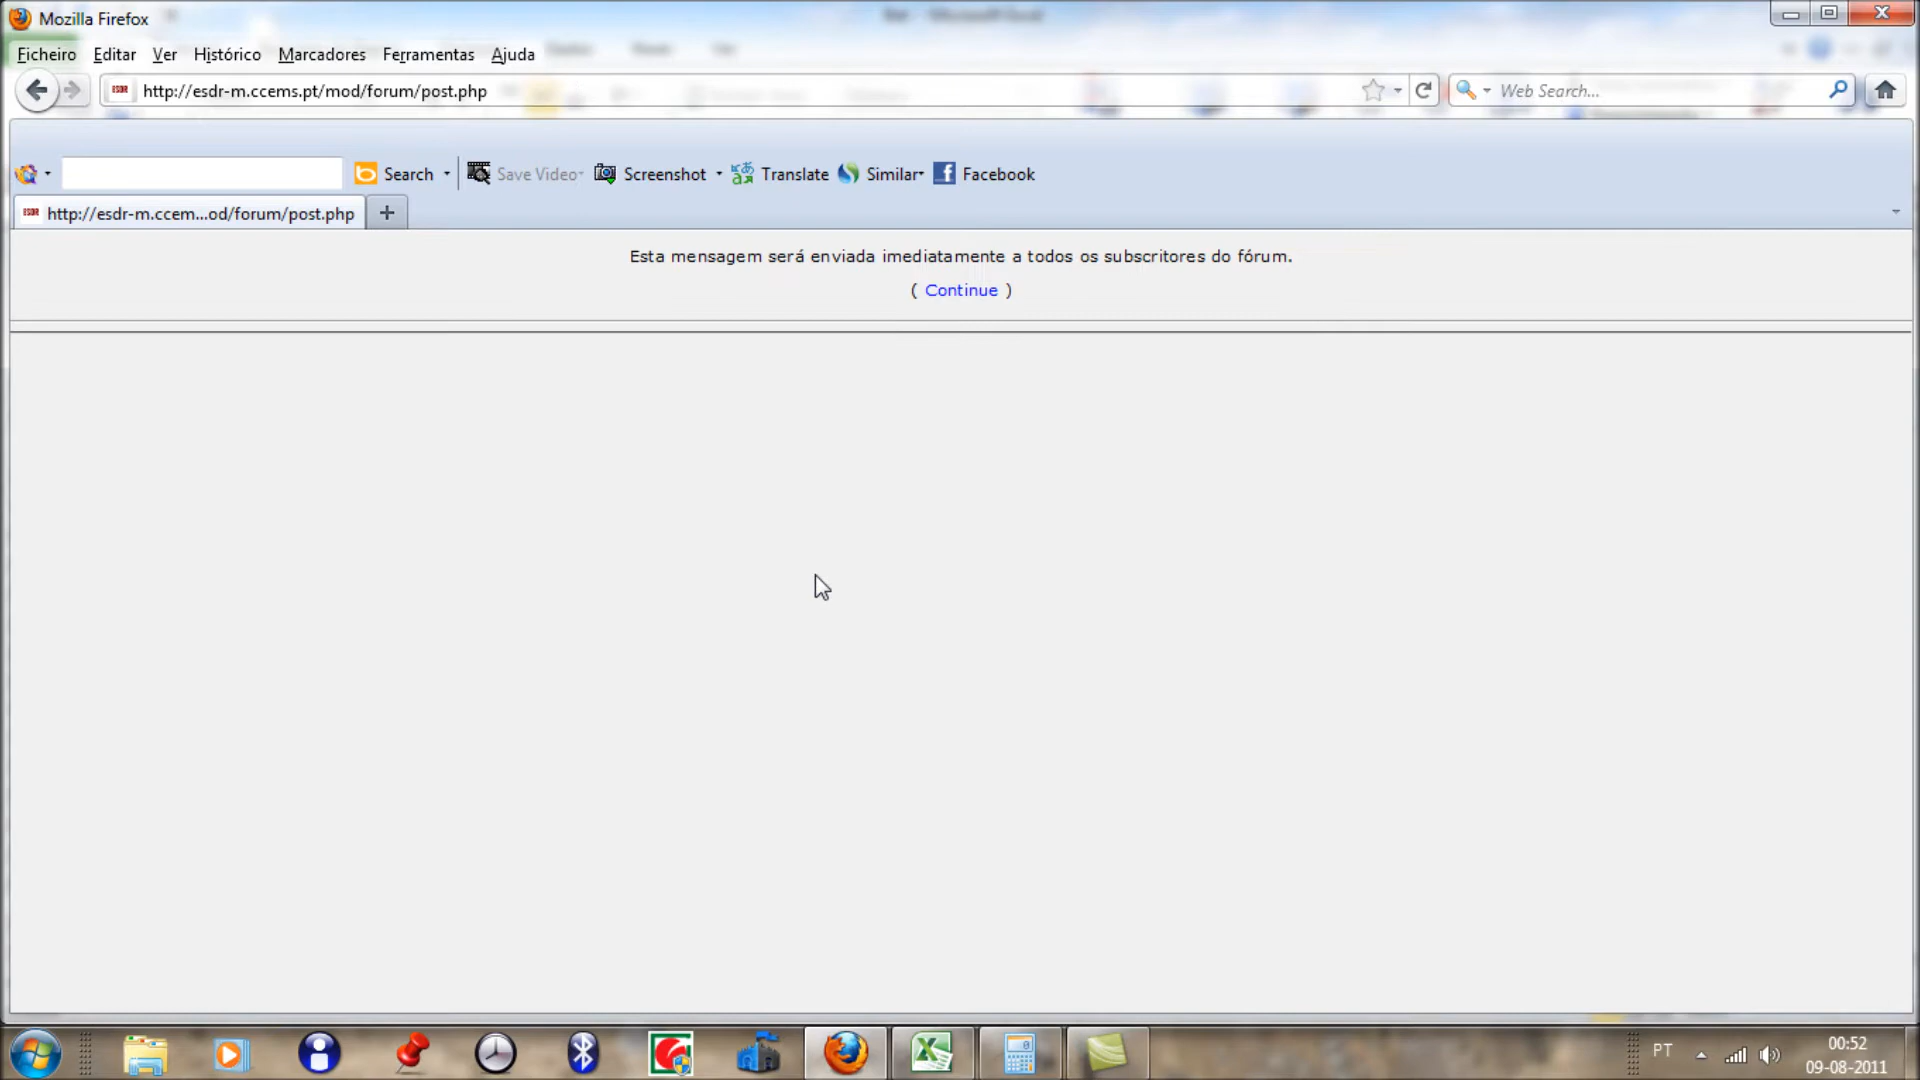 Mozilla Firefox
Ficheiro Editar Ver Histórico Marcadores Ferramentas Ajuda
ESDR http://esdr-m.ccems.pt/mod/forum/post.php Web Search...
Search Save Video Screenshot Translate Similar Facebook
ESDR http://esdr-m.ccem...od/forum/post.php
Esta mensagem será enviada imediatamente a todos os subscritores do fórum.
( Continue )
PT 00:52
09-08-2011